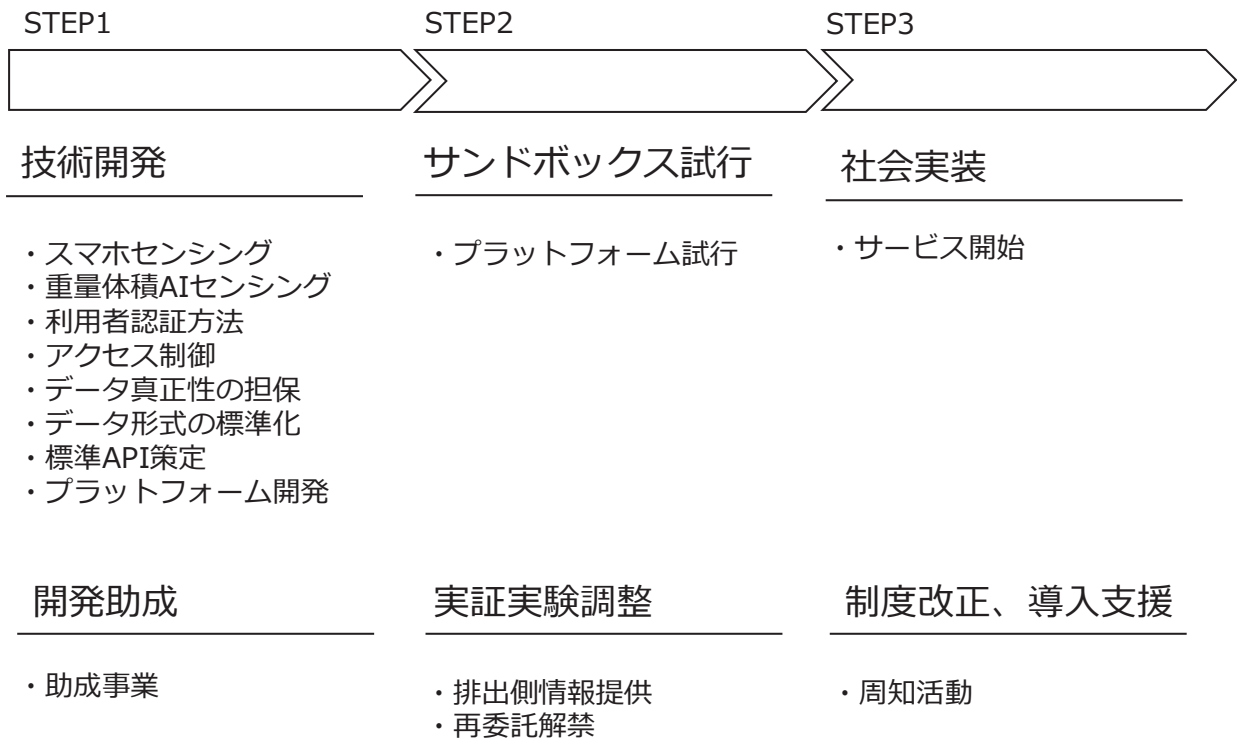 STEP1
STEP2
STEP3
技術開発
サンドボックス試行
社会実装
・スマホセンシング
・重量体積AIセンシング
・利用者認証方法
・アクセス制御
・データ真正性の担保
・データ形式の標準化
・標準API策定
・プラットフォーム開発
・プラットフォーム試行
・サービス開始
開発助成
実証実験調整
制度改正、導入支援
・助成事業
・排出側情報提供
・再委託解禁
・周知活動